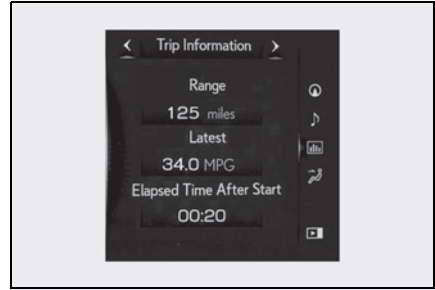 Trip Information
Range
125 miles
Latest
34.0 MPG
Elapsed Time After Start
00:20